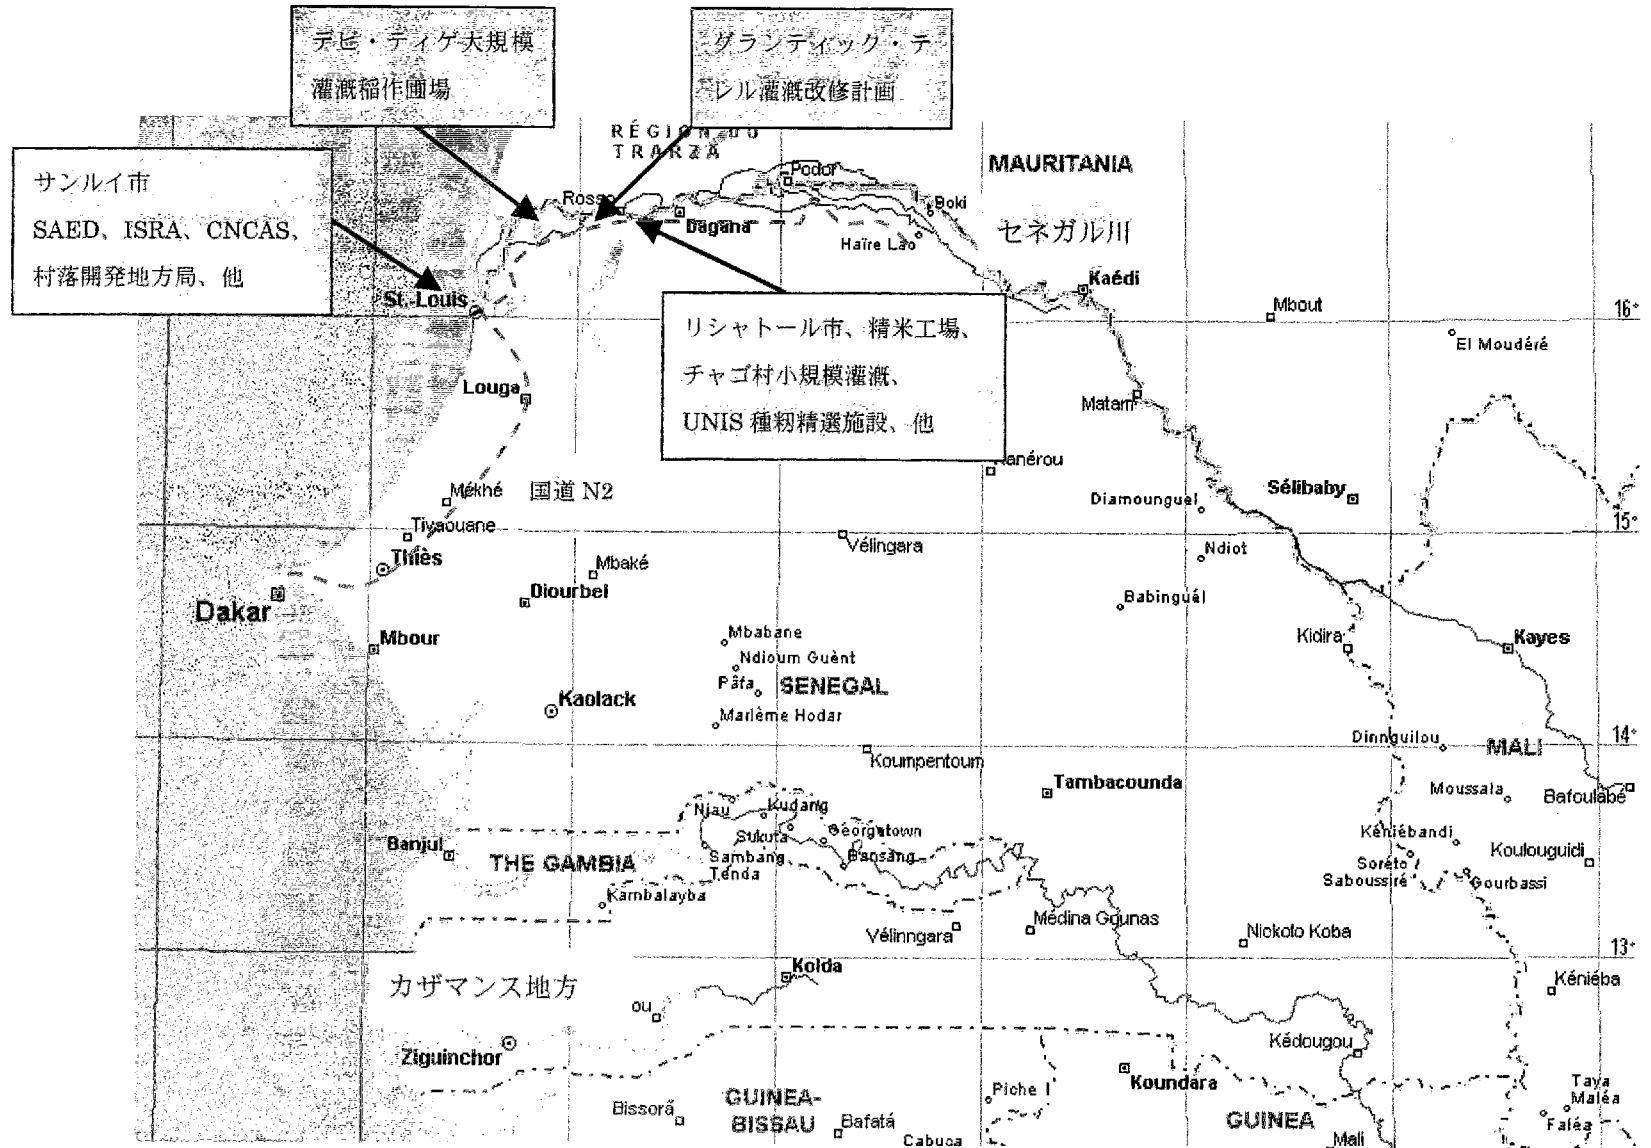 デビ・ティゲ大規模
灌漑稲作圃場
グランディック・テ
レル灌漑改修計画
サンルイ市
SAED、ISRA、CNCAS、
村落開発地方局、他
RÉGION DU
TRARZA
MAURITANIA
Podor
Rosso
Boki
Dagana
セネガル川
Haïre Lao
Kaédi
St.-Louis
Mbout
16°
El Moudéré
リシャトール市、精米工場、
チャゴ村小規模灌漑、
UNIS 種籾精選施設、他
Louga
Matam
anérou
Mékhé
国道 N2
Diamounguel
Sélibaby
Tivaouane
15°
Vélingara
Ndiot
Thiès
Mbaké
Diourbel
Babinguél
Dakar
Mbour
Mbabane
Kidira
Kayes
Ndioum Guènt
Pâfa
SENEGAL
Kaolack
Marlème Hodar
Dinnguilou
MALI
14°
Koumpentoum
Tambacounda
Moussala
Bafoulabé
Njau
Kudang
Sukuta
Georgetown
Kéniébandi
Banjul
THE GAMBIA
Sambang
Tenda
Bansang
Koulouguidi
Soréto
Saboussiré
Gourbassi
Kambalayba
Médina Gounas
Vélinngara
Nickolo Koba
13°
Kolda
Kéniéba
カザマンス地方
ou
Ziguinchor
Kédougou
Koundara
Piche
GUINEA-
BISSAU
GUINEA
Taya
Maléa
Bissorã
Bafatá
Faléa
Cabuca
Mali